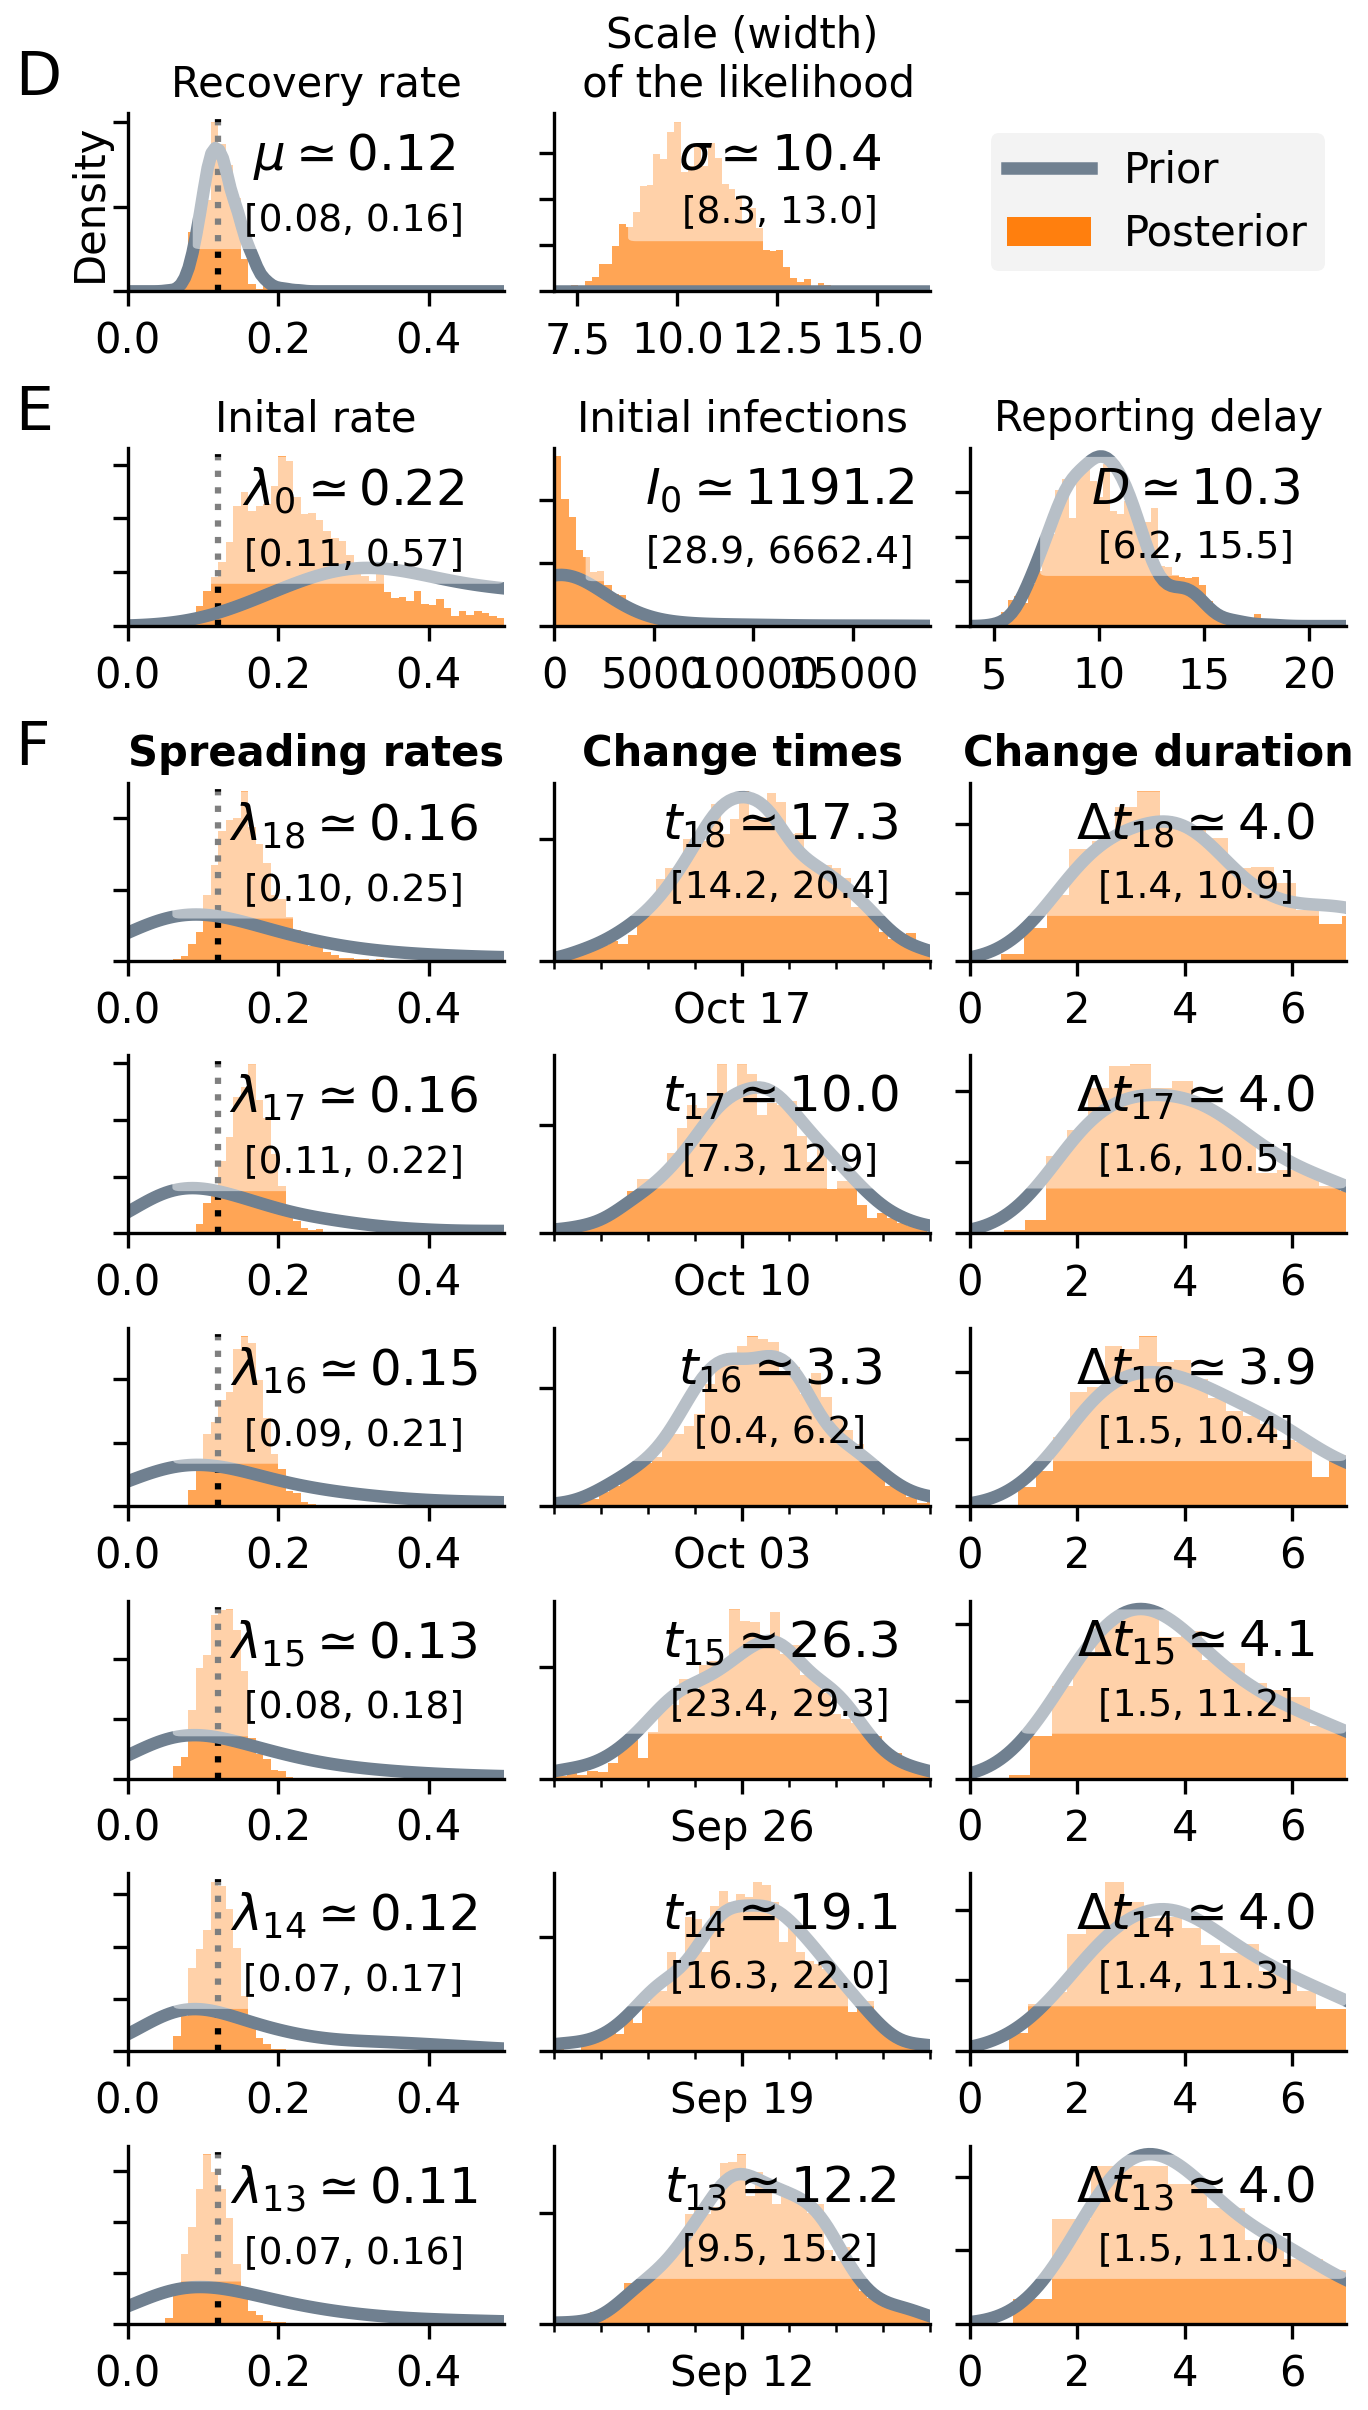 D
Recovery rate
Scale (width)
of the likelihood
Density
μ ≃ 0.12
[0.08, 0.16]
0.0 0.2 0.4
σ ≃ 10.4
[8.3, 13.0]
7.5 10.0 12.5 15.0
Prior
Posterior
E
Inital rate
Initial infections
Reporting delay
λ0 ≃ 0.22
[0.11, 0.57]
0.0 0.2 0.4
I0 ≃ 1191.2
[28.9, 6662.4]
0 5000 10000 15000
D ≃ 10.3
[6.2, 15.5]
5 10 15 20
F
Spreading rates
Change times
Change duration
λ18 ≃ 0.16
[0.10, 0.25]
0.0 0.2 0.4
t18 ≃ 17.3
[14.2, 20.4]
Oct 17
Δt18 ≃ 4.0
[1.4, 10.9]
0 2 4 6
λ17 ≃ 0.16
[0.11, 0.22]
0.0 0.2 0.4
t17 ≃ 10.0
[7.3, 12.9]
Oct 10
Δt17 ≃ 4.0
[1.6, 10.5]
0 2 4 6
λ16 ≃ 0.15
[0.09, 0.21]
0.0 0.2 0.4
t16 ≃ 3.3
[0.4, 6.2]
Oct 03
Δt16 ≃ 3.9
[1.5, 10.4]
0 2 4 6
λ15 ≃ 0.13
[0.08, 0.18]
0.0 0.2 0.4
t15 ≃ 26.3
[23.4, 29.3]
Sep 26
Δt15 ≃ 4.1
[1.5, 11.2]
0 2 4 6
λ14 ≃ 0.12
[0.07, 0.17]
0.0 0.2 0.4
t14 ≃ 19.1
[16.3, 22.0]
Sep 19
Δt14 ≃ 4.0
[1.4, 11.3]
0 2 4 6
λ13 ≃ 0.11
[0.07, 0.16]
0.0 0.2 0.4
t13 ≃ 12.2
[9.5, 15.2]
Sep 12
Δt13 ≃ 4.0
[1.5, 11.0]
0 2 4 6